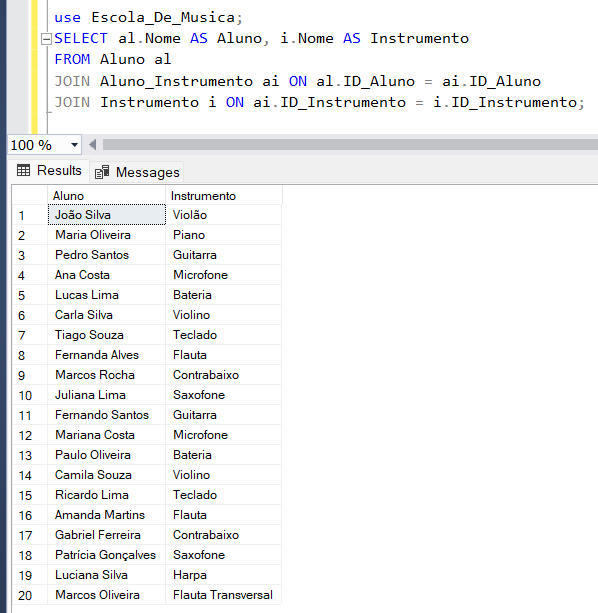 use Escola_De_Musica;
SELECT al.Nome AS Aluno, i.Nome AS Instrumento
FROM Aluno al
JOIN Aluno_Instrumento ai ON al.ID_Aluno = ai.ID_Aluno
JOIN Instrumento i ON ai.ID_Instrumento = i.ID_Instrumento;
100 %
Results Messages
Aluno Instrumento
1 João Silva Violão
2 Maria Oliveira Piano
3 Pedro Santos Guitarra
4 Ana Costa Microfone
5 Lucas Lima Bateria
6 Carla Silva Violino
7 Tiago Souza Teclado
8 Fernanda Alves Flauta
9 Marcos Rocha Contrabaixo
10 Juliana Lima Saxofone
11 Fernando Santos Guitarra
12 Mariana Costa Microfone
13 Paulo Oliveira Bateria
14 Camila Souza Violino
15 Ricardo Lima Teclado
16 Amanda Martins Flauta
17 Gabriel Ferreira Contrabaixo
18 Patrícia Gonçalves Saxofone
19 Luciana Silva Harpa
20 Marcos Oliveira Flauta Transversal